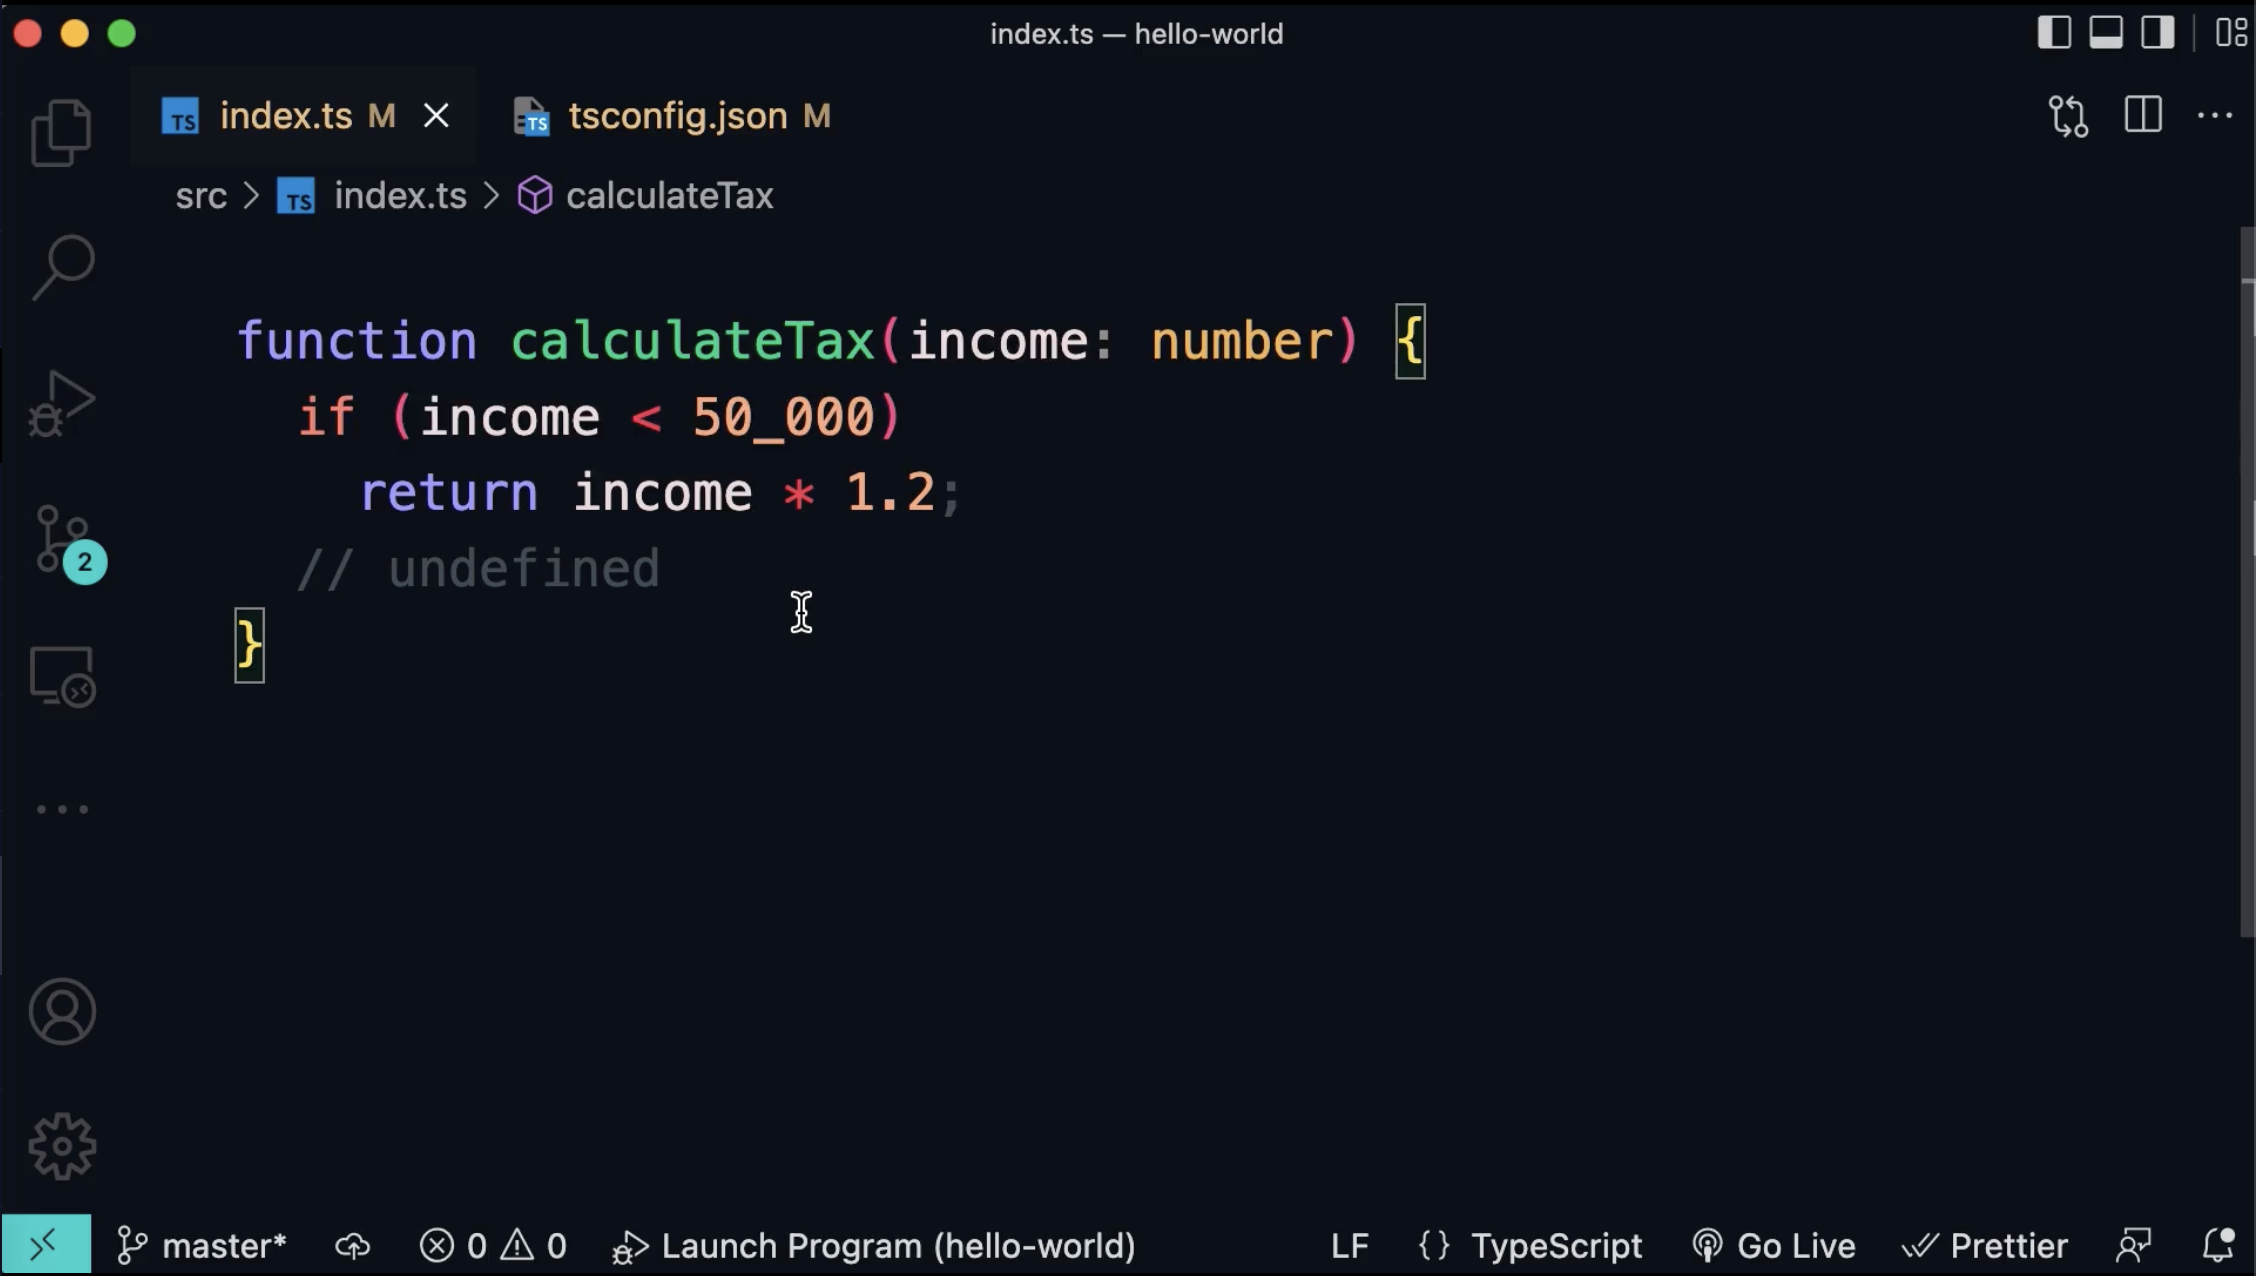 index.ts — hello-world
TS index.ts M TS tsconfig.json M
src > TS index.ts > calculateTax
function calculateTax(income: number) {
if (income < 50_000)
return income * 1.2;
// undefined
}
2
master* 0 0 Launch Program (hello-world) LF {} TypeScript Go Live Prettier